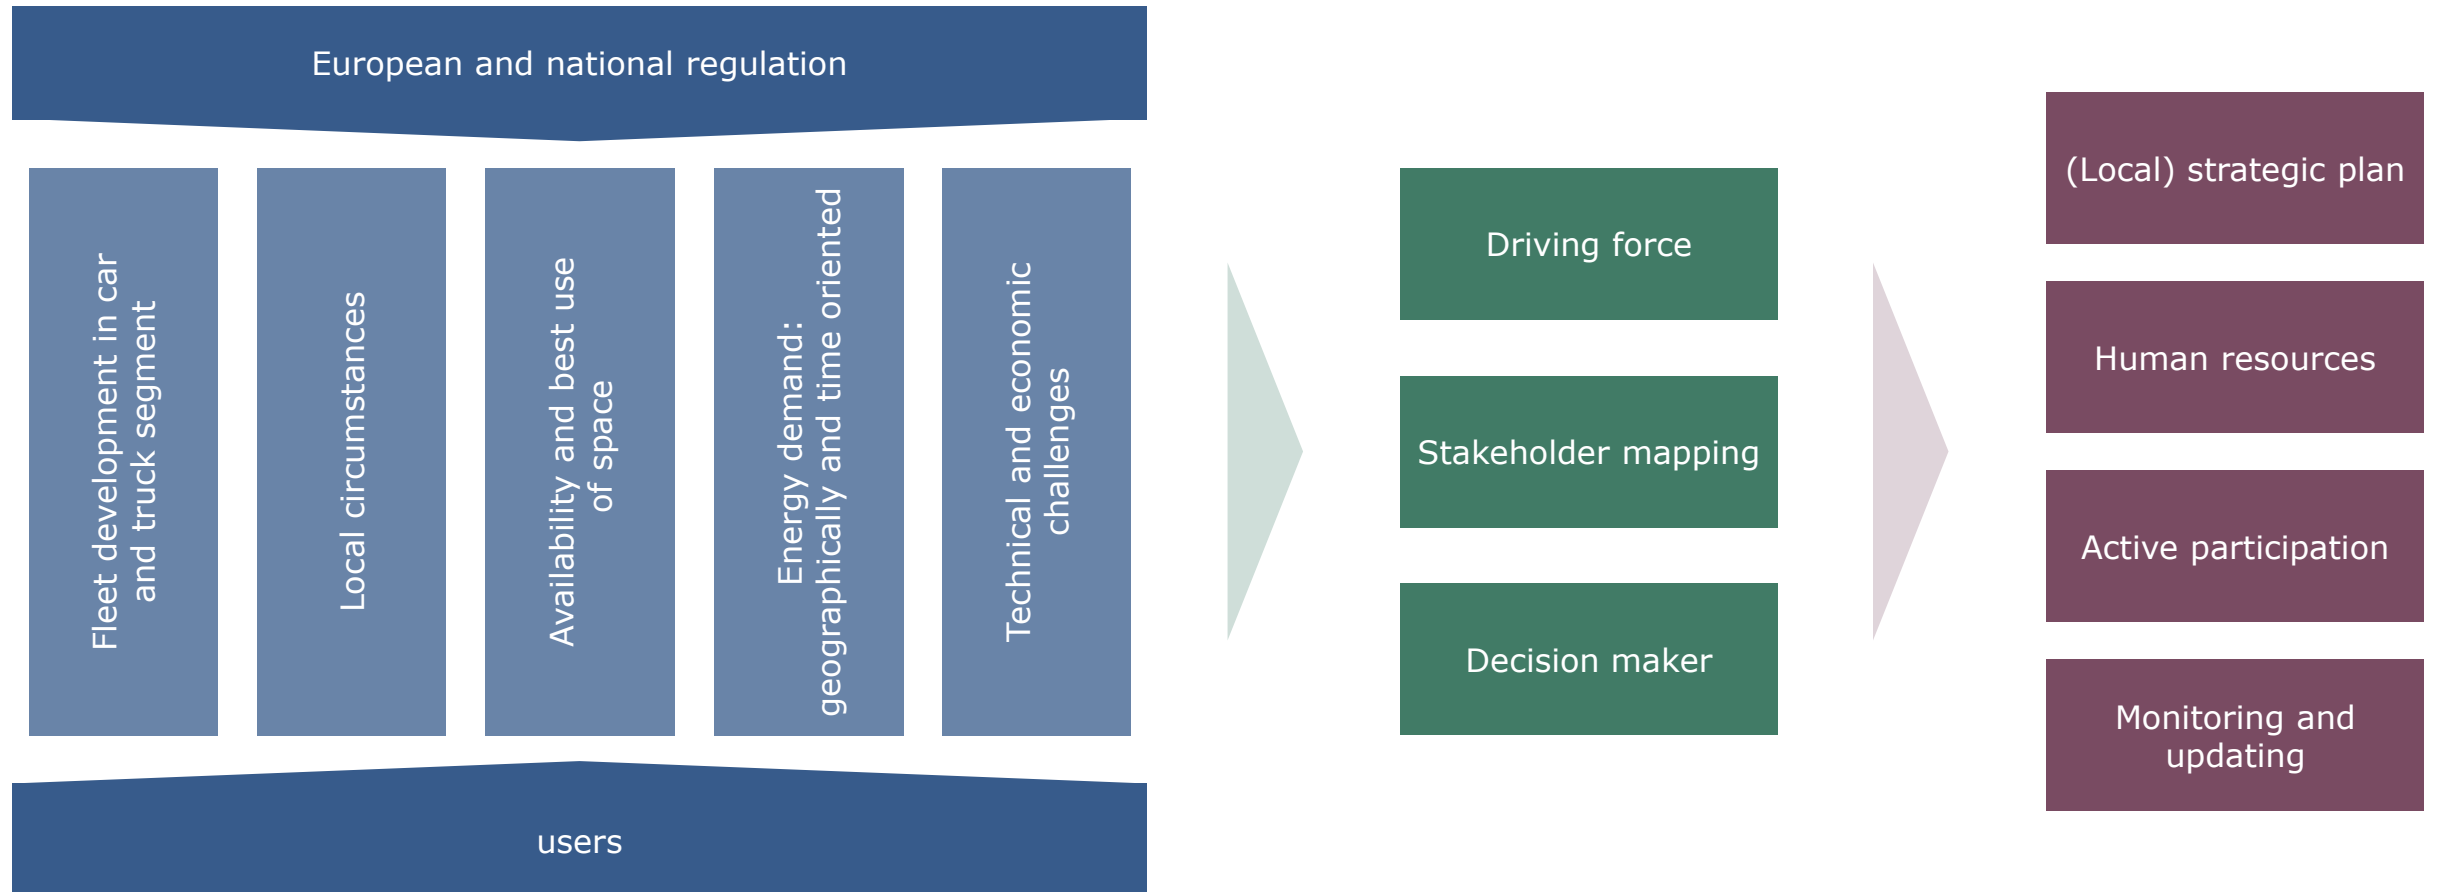 European and national regulation
Fleet development in car
and truck segment
Local circumstances
Availability and best use
of space
Energy demand:
geographically and time oriented
Technical and economic
challenges
users
Driving force
Stakeholder mapping
Decision maker
(Local) strategic plan
Human resources
Active participation
Monitoring and
updating